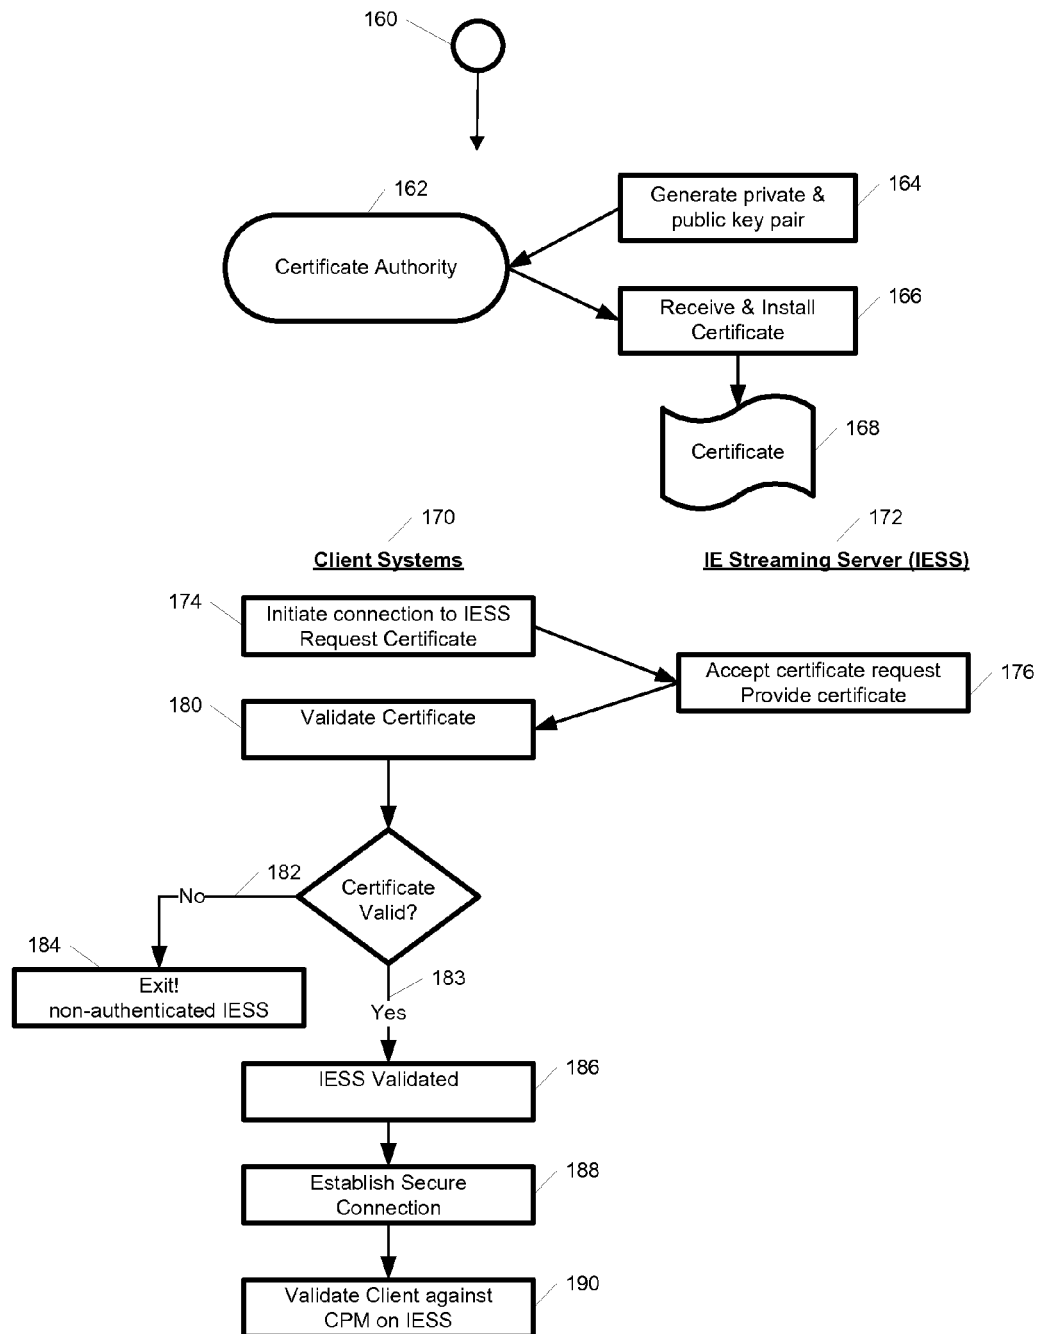 160
162
164
Generate private &
public key pair
Certificate Authority
166
Receive & Install
Certificate
168
Certificate
170
172
Client Systems
IE Streaming Server (IESS)
174
Initiate connection to IESS
Request Certificate
176
Accept certificate request
Provide certificate
180
Validate Certificate
182
No
Certificate
Valid?
184
Exit!
non-authenticated IESS
183
Yes
186
IESS Validated
188
Establish Secure
Connection
190
Validate Client against
CPM on IESS